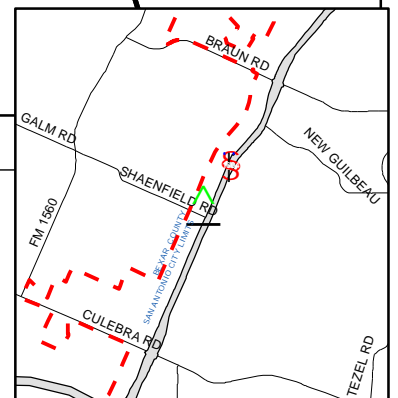 BRAUN RD
GALM RD
NEW GUILBEAU
SHAENFIELD RD
FM 1560
BEXAR COUNTY
SAN ANTONIO CITY LIMITS
CULEBRA RD
TEZEL RD